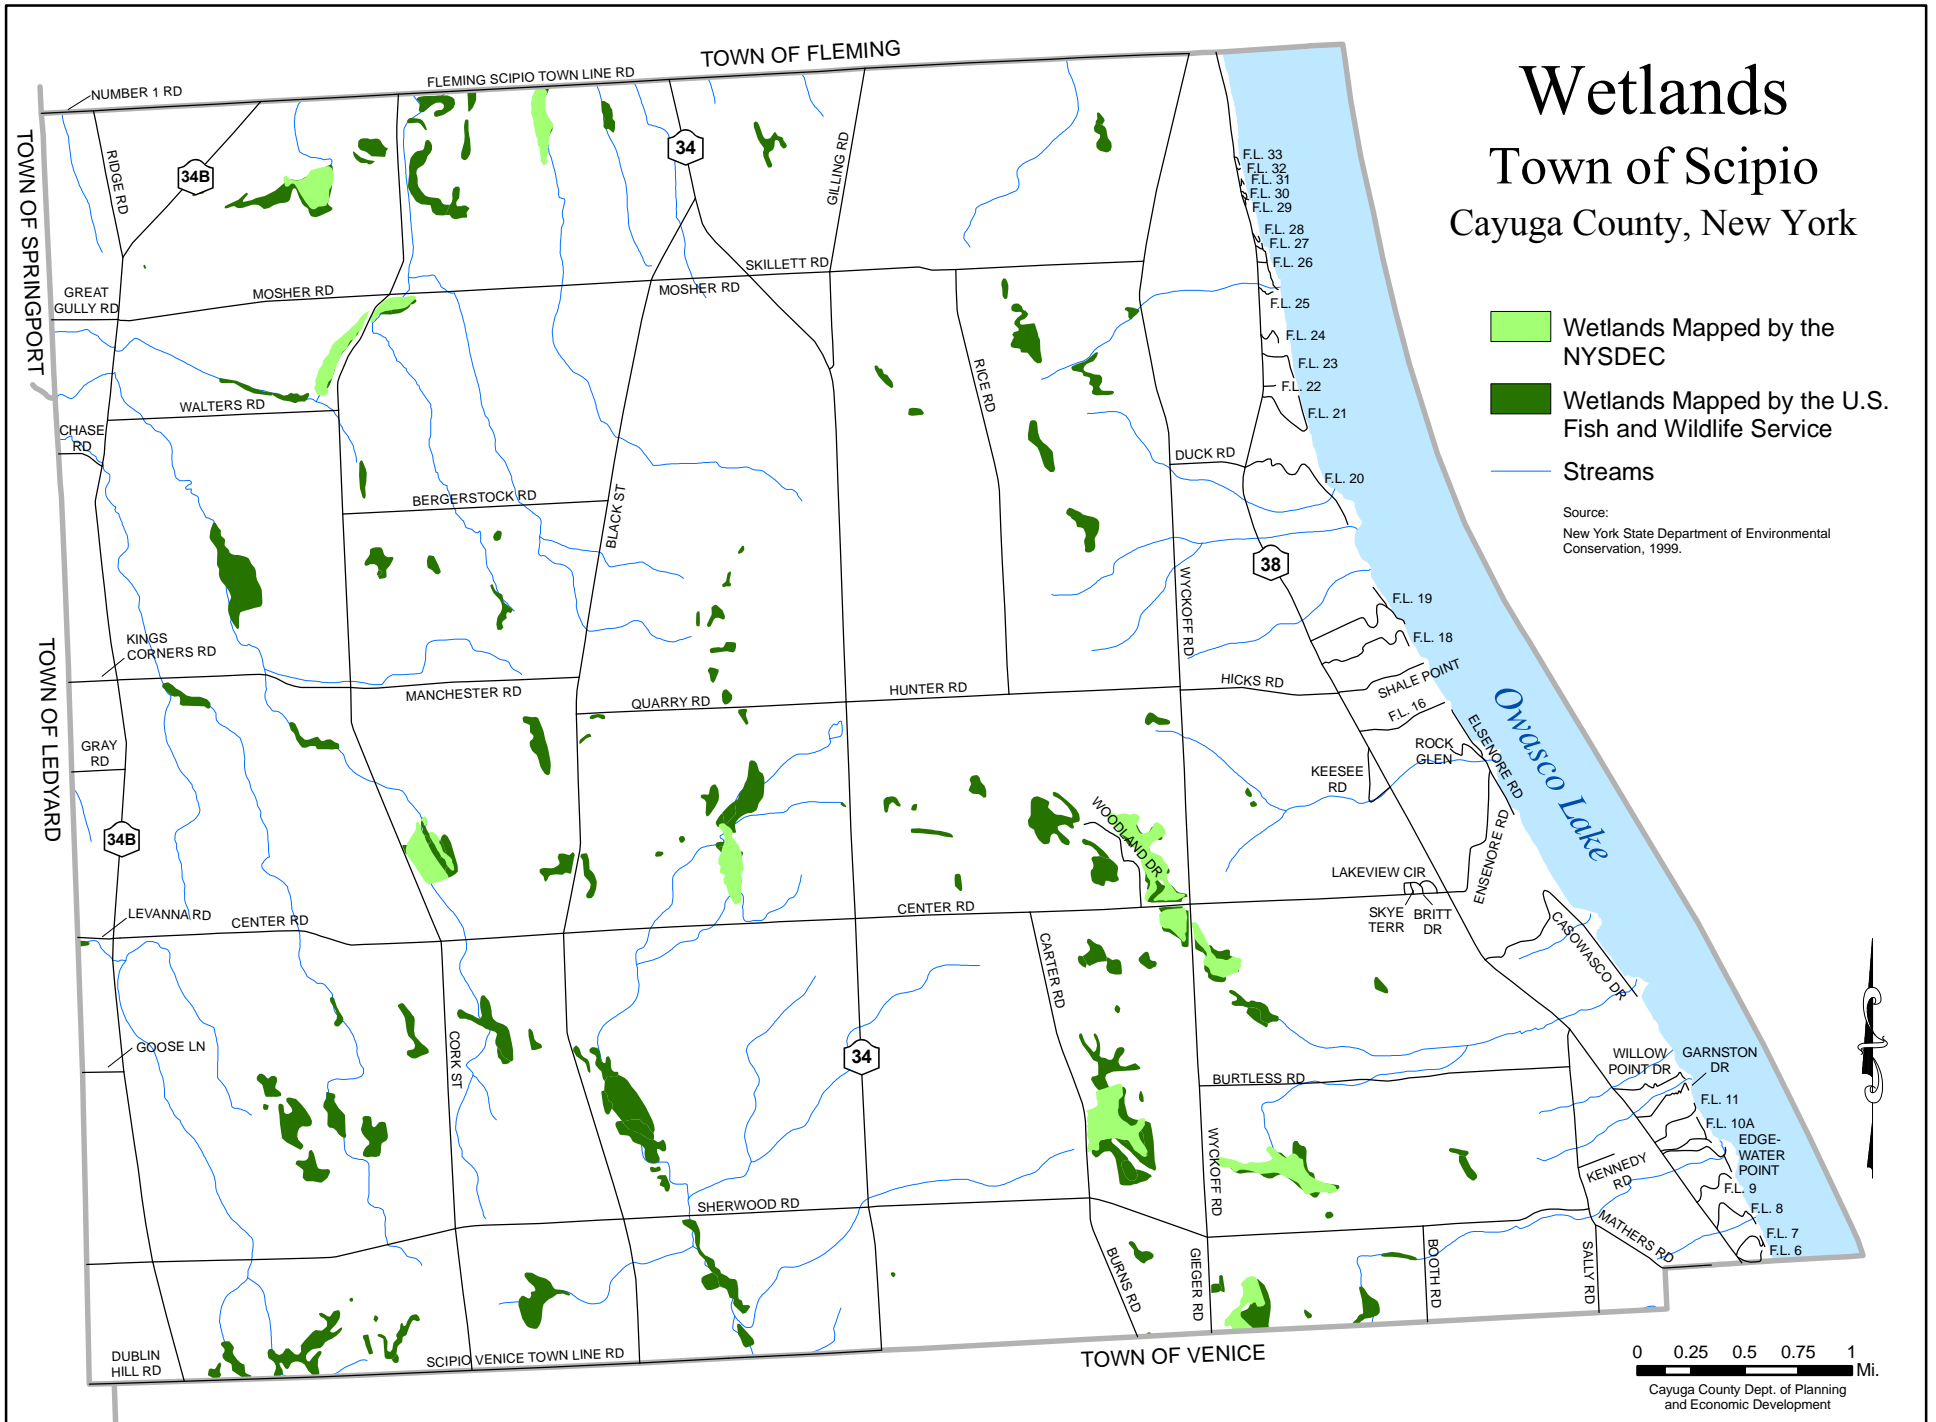 TOWN OF FLEMING
FLEMING SCIPIO TOWN LINE RD
NUMBER 1 RD
TOWN OF SPRINGPORT
RIDGE RD
34B
34
GILLING RD
Wetlands
Town of Scipio
Cayuga County, New York
F.L. 33
F.L. 32
F.L. 31
F.L. 30
F.L. 29
F.L. 28
F.L. 27
F.L. 26
F.L. 25
F.L. 24
F.L. 23
F.L. 22
F.L. 21
F.L. 20
Wetlands Mapped by the
NYSDEC
Wetlands Mapped by the U.S.
Fish and Wildlife Service
Streams
Source:
New York State Department of Environmental
Conservation, 1999.
GREAT
GULLY RD
MOSHER RD
SKILLETT RD
MOSHER RD
RICE RD
WALTERS RD
CHASE
RD
BERGERSTOCK RD
BLACK ST
DUCK RD
38
WYCKOFF RD
F.L. 19
F.L. 18
SHALE POINT
F.L. 16
TOWN OF LEDYARD
KINGS
CORNERS RD
MANCHESTER RD
QUARRY RD
HUNTER RD
HICKS RD
ELSENORE RD
ROCK
GLEN
KEESEE
RD
Owasco Lake
GRAY
RD
34B
WOODLAND DR
ENSENORE RD
LAKEVIEW CIR
SKYE
TERR
BRITT
DR
LEVANNA RD
CENTER RD
CENTER RD
CARTER RD
CASOWASCO DR
GOOSE LN
CORK ST
34
BURTLESS RD
WILLOW
POINT DR
GARNSTON
DR
F.L. 11
F.L. 10A
EDGE-
WATER
POINT
KENNEDY
RD
F.L. 9
F.L. 8
F.L. 7
F.L. 6
MATHERS RD
WYCKOFF RD
SHERWOOD RD
BURNS RD
GIEGER RD
BOOTH RD
SALLY RD
DUBLIN
HILL RD
SCIPIO VENICE TOWN LINE RD
TOWN OF VENICE
0 0.25 0.5 0.75 1
Mi.
Cayuga County Dept. of Planning
and Economic Development